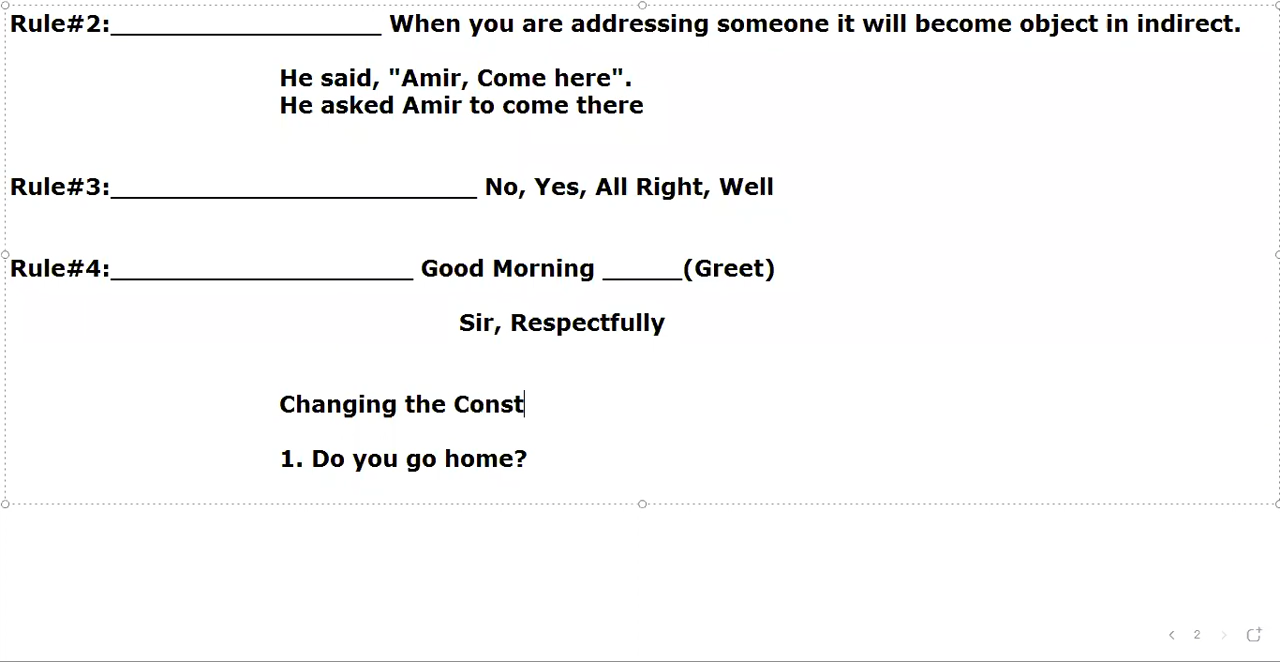 Rule#2:____________________ When you are addressing someone it will become object in indirect.
He said, "Amir, Come here".
He asked Amir to come there
Rule#3:___________________________ No, Yes, All Right, Well
Rule#4:______________________ Good Morning ______(Greet)
Sir, Respectfully
Changing the Const
1. Do you go home?
2